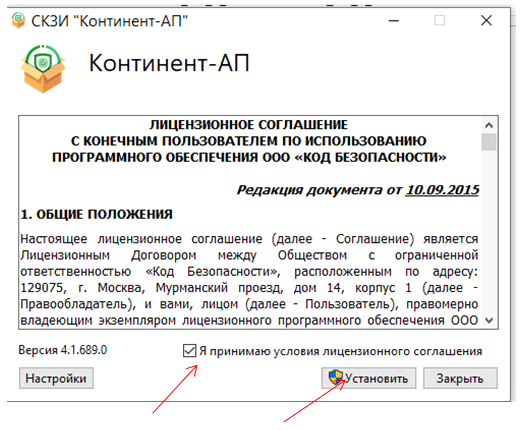 СКЗИ "Континент-АП"
Континент-АП
ЛИЦЕНЗИОННОЕ СОГЛАШЕНИЕ
С КОНЕЧНЫМ ПОЛЬЗОВАТЕЛЕМ ПО ИСПОЛЬЗОВАНИЮ
ПРОГРАММНОГО ОБЕСПЕЧЕНИЯ ООО «КОД БЕЗОПАСНОСТИ»
Редакция документа от 10.09.2015
1. ОБЩИЕ ПОЛОЖЕНИЯ
Настоящее лицензионное соглашение (далее - Соглашение) является
Лицензионным Договором между Обществом с ограниченной
ответственностью «Код Безопасности», расположенным по адресу:
129075, г. Москва, Мурманский проезд, дом 14, корпус 1 (далее -
Правообладатель), и вами, лицом (далее - Пользователь), правомерно
владеющим экземпляром лицензионного программного обеспечения ООО
Версия 4.1.689.0
Я принимаю условия лицензионного соглашения
Настройки
Установить
Закрыть